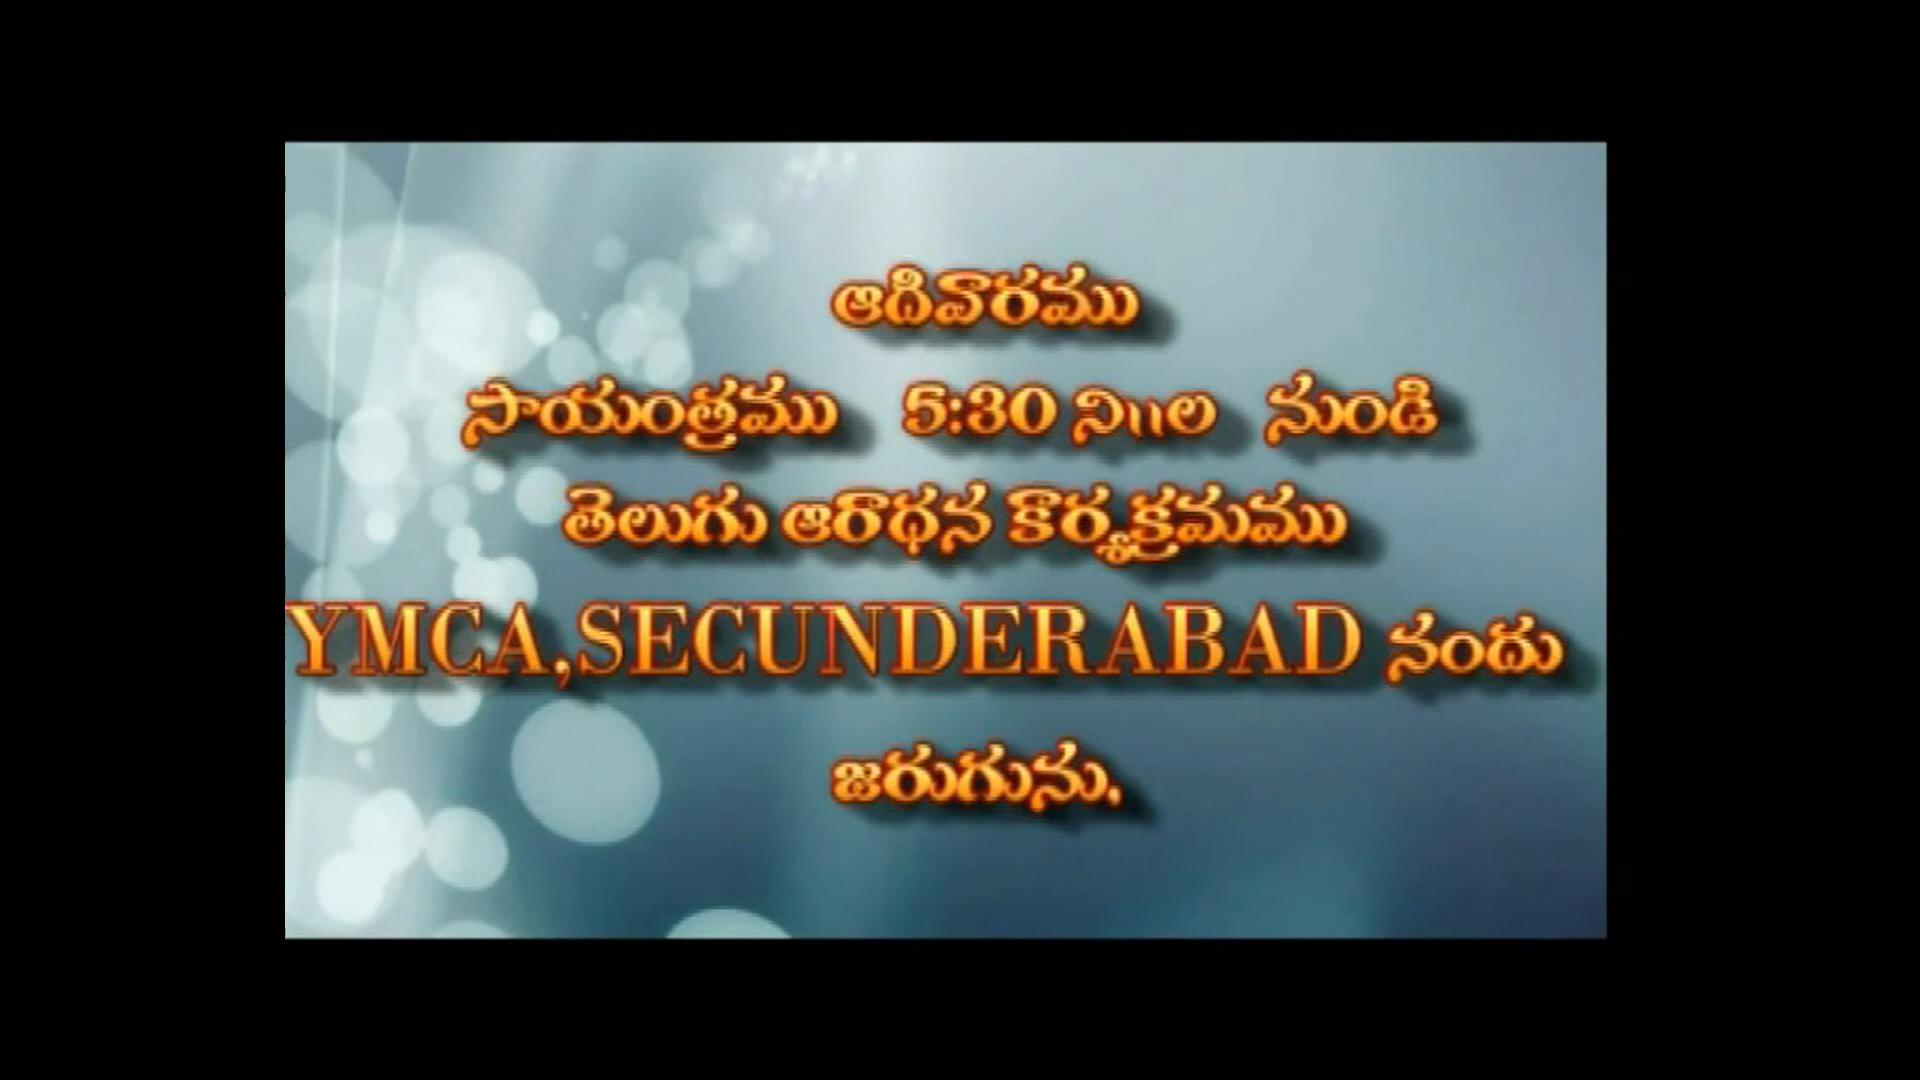 ఆదివారము
సాయంత్రము 5:30 ని॥ల నుండి
తెలుగు ఆరాధన కార్యక్రమము
YMCA,SECUNDERABAD నందు
జరుగును.